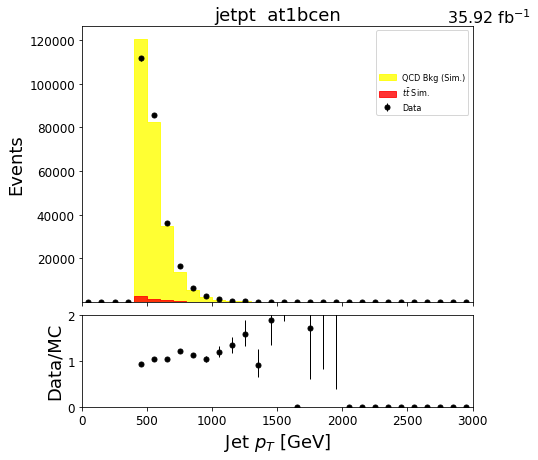 jetpt  at1bcen
35.92 fb⁻¹
QCD Bkg (Sim.)
tt̄ Sim.
Data
120000
100000
80000
60000
40000
20000
Events
2
1
0
Data/MC
0 500 1000 1500 2000 2500 3000
Jet p_T [GeV]